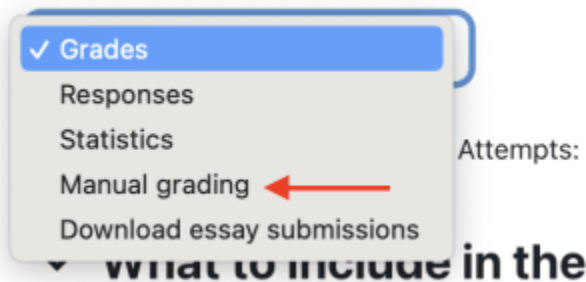 ✓ Grades
Responses
Statistics
Attempts:
Manual grading
Download essay submissions
What to include in the